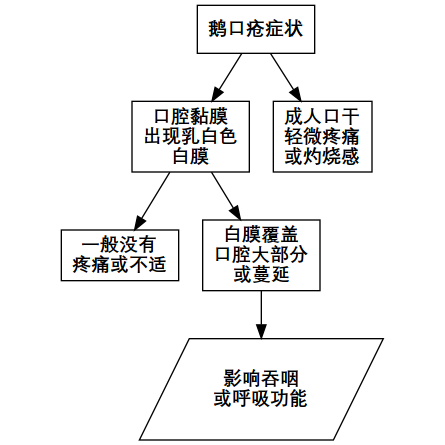 鹅口疮症状
口腔黏膜
出现乳白色
白膜
成人口干
轻微疼痛
或灼烧感
一般没有
疼痛或不适
白膜覆盖
口腔大部分
或蔓延
影响吞咽
或呼吸功能